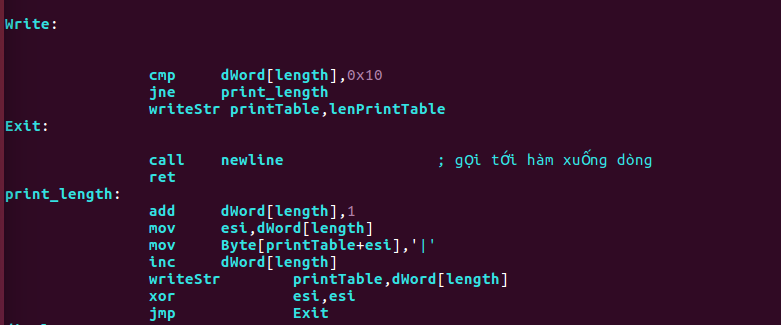 Write:
cmp dWord[length],0x10
jne print_length
writeStr printTable,lenPrintTable
Exit:
call newline ; gọi tới hàm xuống dòng
ret
print_length:
add dWord[length],1
mov esi,dWord[length]
mov Byte[printTable+esi],'|'
inc dWord[length]
writeStr printTable,dWord[length]
xor esi,esi
jmp Exit